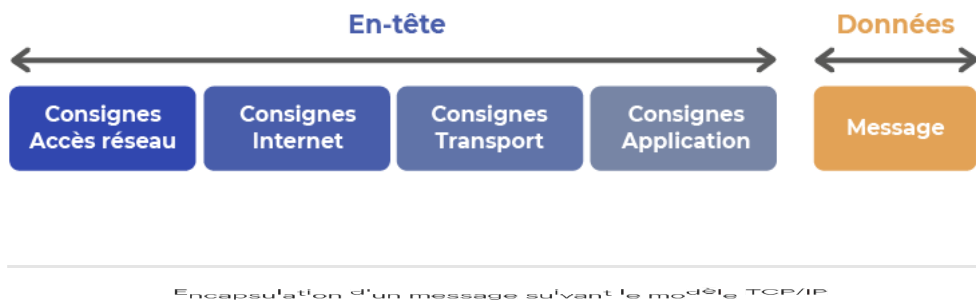 En-tête
Données
Consignes
Accès réseau
Consignes
Internet
Consignes
Transport
Consignes
Application
Message
Encapsulation d'un message suivant le modèle TCP/IP